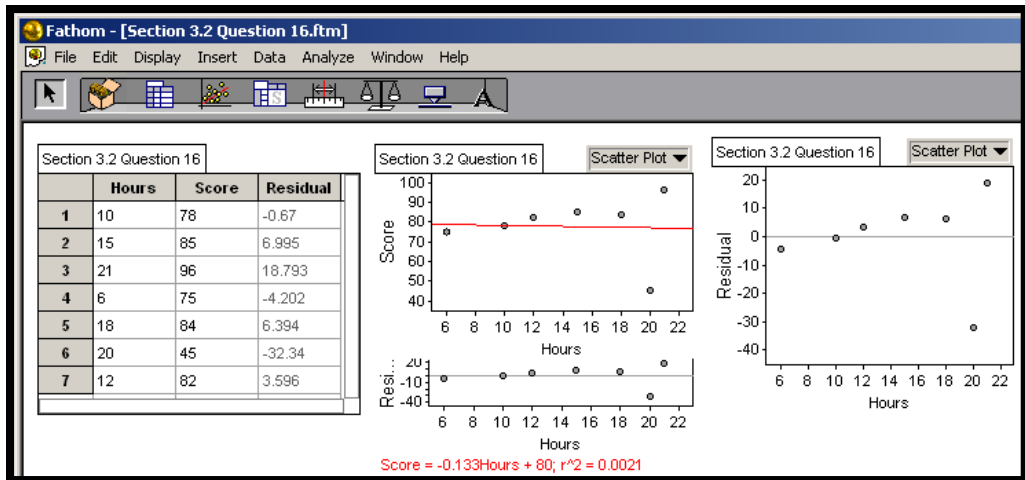 Fathom - [Section 3.2 Question 16.ftm]
File Edit Display Insert Data Analyze Window Help
Section 3.2 Question 16
Hours Score Residual
1 10 78 -0.67
2 15 85 6.995
3 21 96 18.793
4 6 75 -4.202
5 18 84 6.394
6 20 45 -32.34
7 12 82 3.596
Section 3.2 Question 16 Scatter Plot
Score
100
90
80
70
60
50
40
6 8 10 12 14 16 18 20 22
Hours
Resi...
20
-10
-40
6 8 10 12 14 16 18 20 22
Hours
Score = -0.133Hours + 80; r^2 = 0.0021
Section 3.2 Question 16 Scatter Plot
Residual
20
10
0
-10
-20
-30
-40
6 8 10 12 14 16 18 20 22
Hours